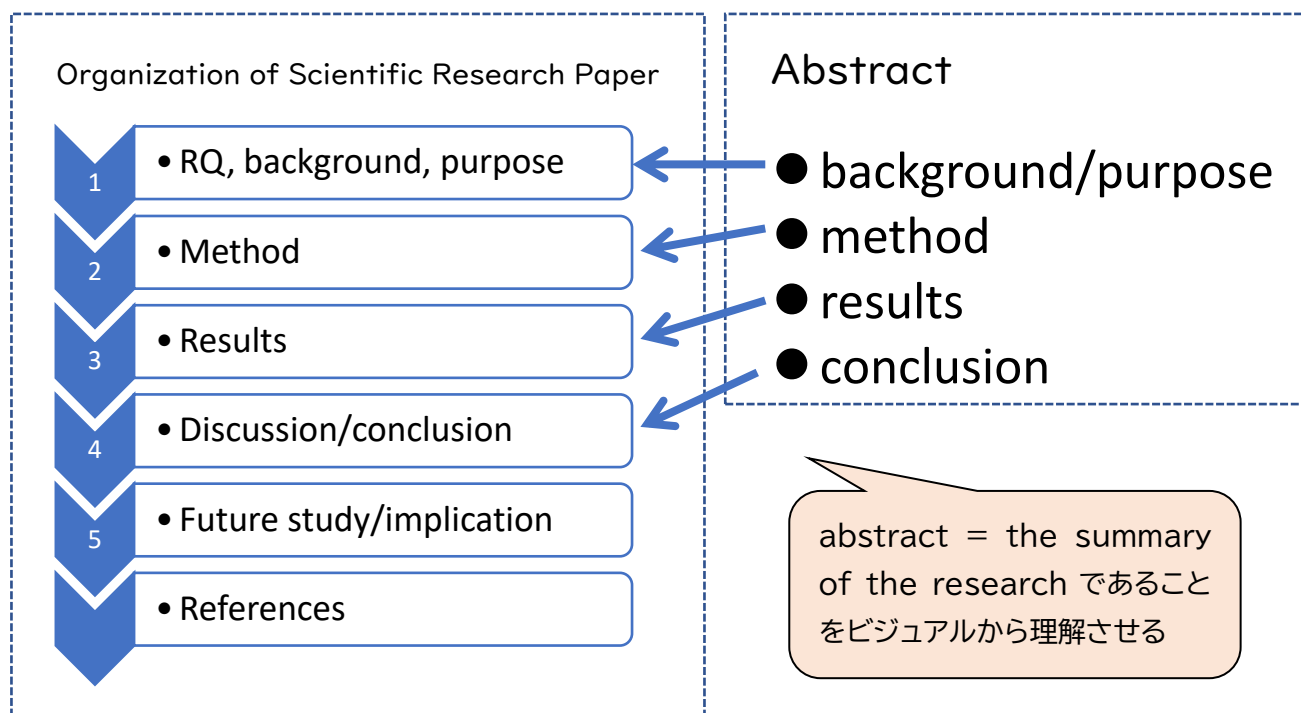 Organization of Scientific Research Paper
1
• RQ, background, purpose
2
• Method
3
• Results
4
• Discussion/conclusion
5
• Future study/implication
• References
Abstract
● background/purpose
● method
● results
● conclusion
abstract = the summary
of the research であること
をビジュアルから理解させる